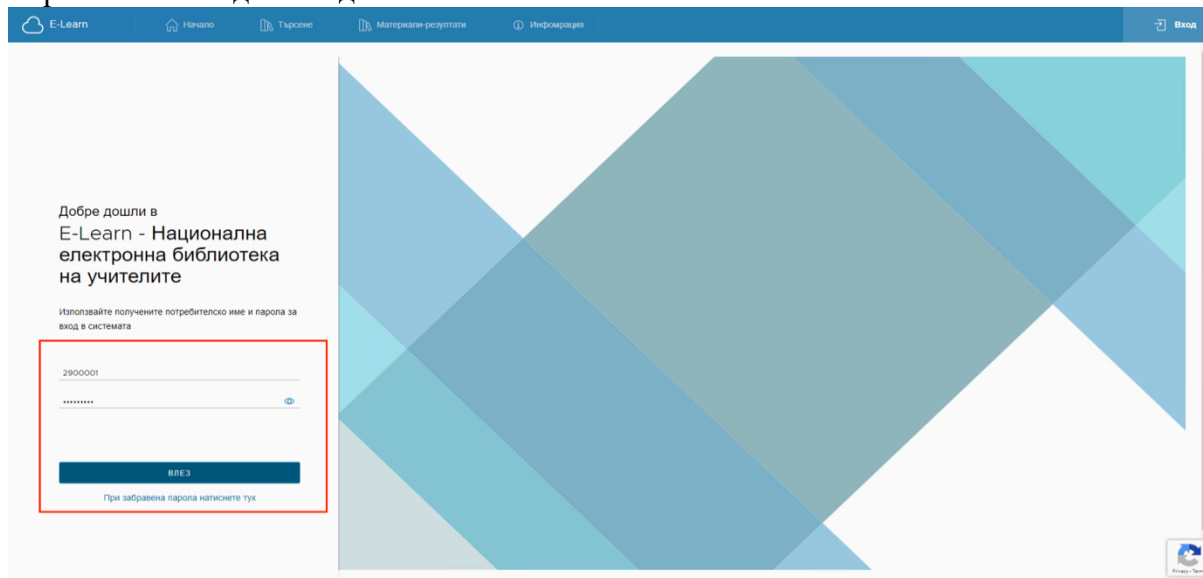 E-Learn
Начало
Търсене
Материали-резултати
Инфомрация
Вход
Добре дошли в
E-Learn - Национална
електронна библиотека
на учителите
Използвайте получените потребителско име и парола за
вход в системата
2900001
•••••••••
ВЛЕЗ
При забравена парола натиснете тук